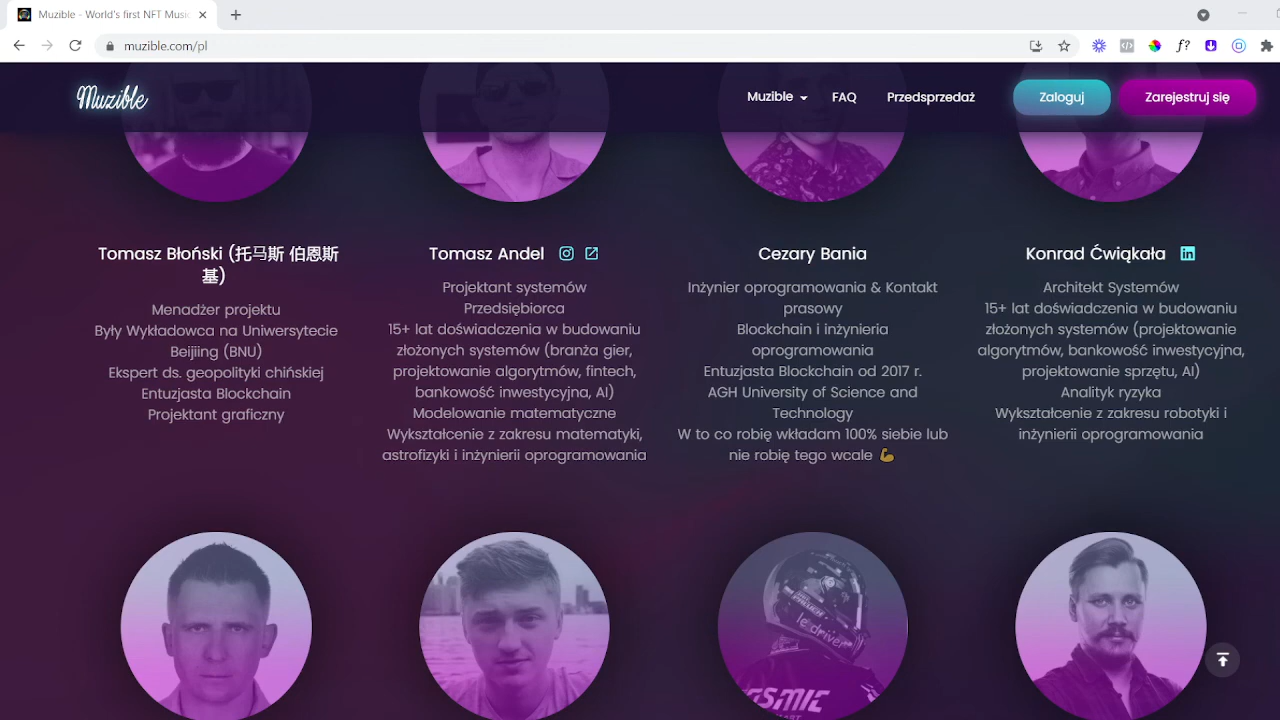 Muzible - World's first NFT Musi
muzible.com/pl
Muzible
Muzible
FAQ
Przedsprzedaż
Zaloguj
Zarejestruj się
Tomasz Błoński (托马斯 伯恩斯
基)
Menadżer projektu
Były Wykładowca na Uniwersytecie
Beijiing (BNU)
Ekspert ds. geopolityki chińskiej
Entuzjasta Blockchain
Projektant graficzny
Tomasz Andel
Projektant systemów
Przedsiębiorca
15+ lat doświadczenia w budowaniu
złożonych systemów (branża gier,
projektowanie algorytmów, fintech,
bankowość inwestycyjna, AI)
Modelowanie matematyczne
Wykształcenie z zakresu matematyki,
astrofizyki i inżynierii oprogramowania
Cezary Bania
Inżynier oprogramowania & Kontakt
prasowy
Blockchain i inżynieria
oprogramowania
Entuzjasta Blockchain od 2017 r.
AGH University of Science and
Technology
W to co robię wkładam 100% siebie lub
nie robię tego wcale 💪
Konrad Ćwiąkała
Architekt Systemów
15+ lat doświadczenia w budowaniu
złożonych systemów (projektowanie
algorytmów, bankowość inwestycyjna,
projektowanie sprzętu, AI)
Analityk ryzyka
Wykształcenie z zakresu robotyki i
inżynierii oprogramowania
le driver